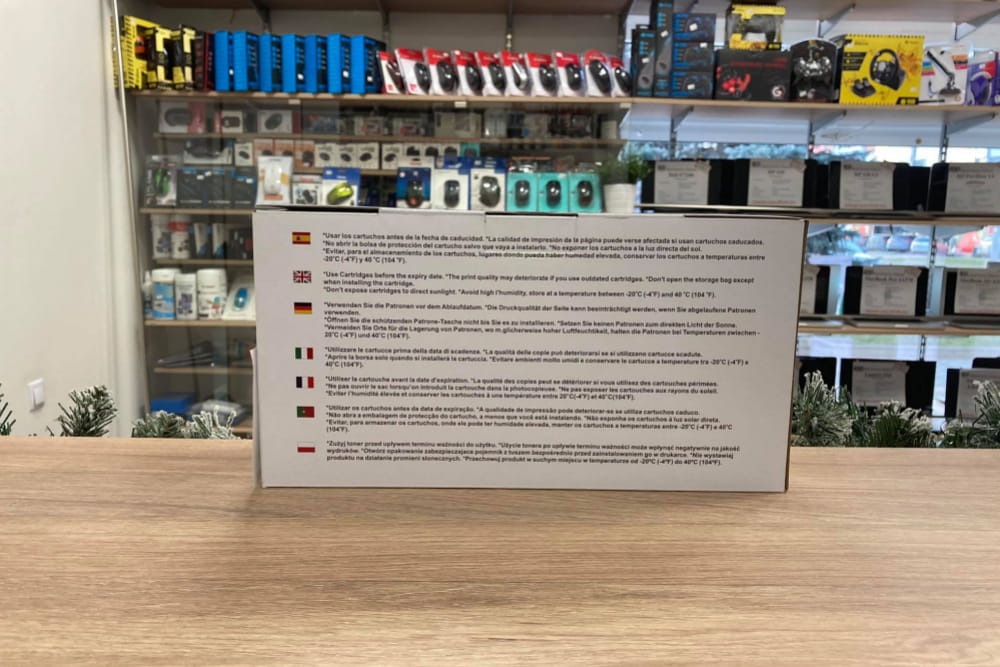 *Usar los cartuchos antes de la fecha de caducidad. *La calidad de impresión de la página puede verse afectada si usan cartuchos caducados.
*No abrir la bolsa de protección del cartucho salvo que vaya a instalarlo. *No exponer los cartuchos a la luz directa del sol.
*Evitar, para el almacenamiento de los cartuchos, lugares dondo pueda haber humedad elevada, conservar los cartuchos a temperaturas entre
-20°C (-4°F) y 40 °C (104 °F).
*Use Cartridges before the expiry date. *The print quality may deteriorate if you use outdated cartridges. *Don't open the storage bag except
when installing the cartridge.
*Don't expose cartridges to direct sunlight. *Avoid high l'humidity, store at a temperature between -20°C (-4°F) and 40 °C (104 °F).
*Verwenden Sie die Patronen vor dem Ablaufdatum. *Die Druckqualität der Seite kann beeinträchtigt werden, wenn Sie abgelaufene Patronen
verwenden.
*Öffnen Sie die schützenden Patrone-Tasche nicht bis Sie es zu installieren. *Setzen Sie keinen Patronen zum direkten Licht der Sonne.
*Vermeiden Sie Orte für die Lagerung von Patronen, wo m.glicherweise hoher Luftfeuchtigkeit, halten die Patronen bei Temperaturen zwischen -
20°C (-4°F) und 40°C (104°F).
*Utilizzare le cartucce prima della data di scadenza. *La qualità delle copie può deteriorarsi se si utilizzano cartucce scadute.
*Aprire la borsa solo quando si installerà la cartuccia. *Evitare ambienti molto umidi a conservare le cartucce a temperature tra -20°C (-4°F) e
40°C (104°F).
*Utiliser le cartouche avant la date d'expiration. *La qualité des copies peut se détériorer si vous utilisez des cartouches périmées.
*Ne pas ouvrir le sac lorsqu'on introduit la cartouche dans la photocopieuse. *Ne pas exposer les cartouches aux rayons du soleil.
*Eviter l'humidité élevée et conserver les cartouches à une température entre 20°C(-4°F) et 40°C(104°F).
*Utilizar os cartuchos antes da data de expiração. *A qualidade de impressão pode deteriorar-se se utiliza cartuchos caduco.
*Não abra a embalagem de protecção do cartucho, a menos que você está instalando. *Não exponha os cartuchos à luz solar direta.
*Evitar, para armazenar os cartuchos, onde ela pode ter humidade elevada, manter os cartuchos a temperaturas entre -20°C (-4°F) e 40°C
(104°F).
*Zużyj toner przed upływem terminu ważności do użytku. *Użycie tonera po upływie terminu ważności może wpłynąć negatywnie na jakość
wydruków. *Otwórz opakowanie zabezpieczające pojemnik z tuszem bezpośrednio przed zainstalowaniem go w drukarce. *Nie wystawiaj
produktu na działanie promieni słonecznych. *Przechowuj produkt w suchym miejscu w temperaturze od -20°C (-4°F) do 40°C (104°F).